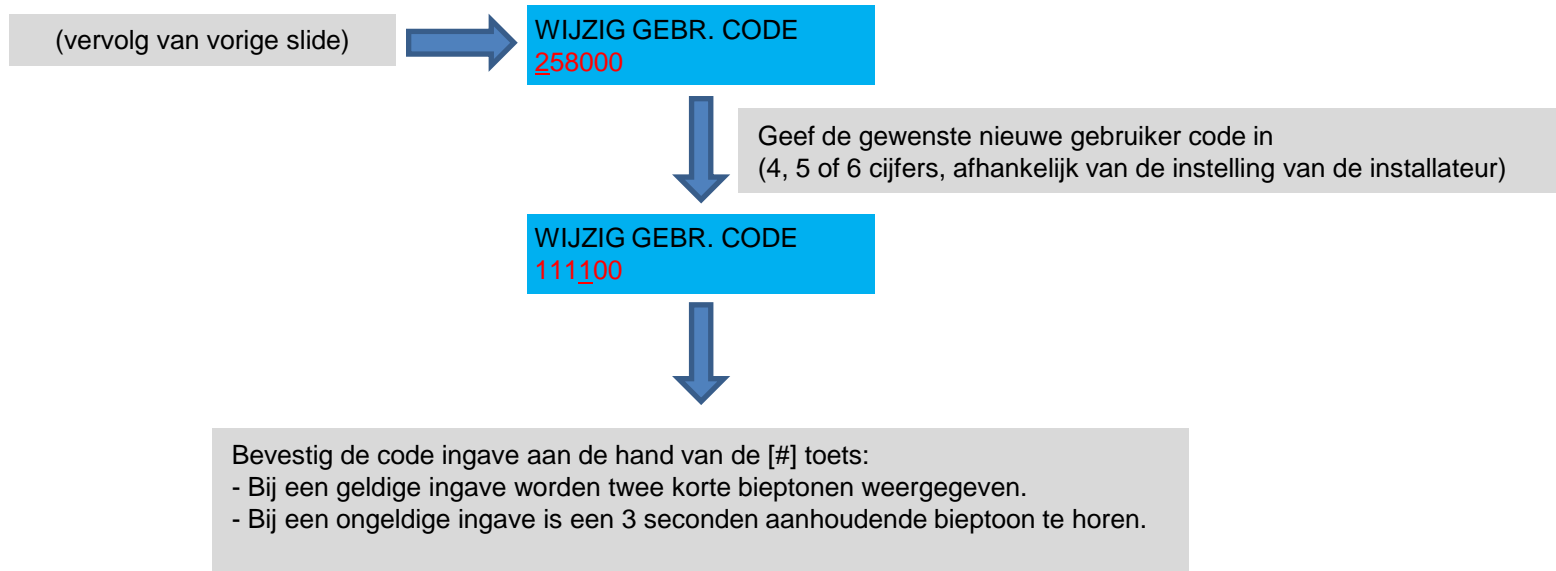 (vervolg van vorige slide)
WIJZIG GEBR. CODE
258000
Geef de gewenste nieuwe gebruiker code in
(4, 5 of 6 cijfers, afhankelijk van de instelling van de installateur)
WIJZIG GEBR. CODE
111100
Bevestig de code ingave aan de hand van de [#] toets:
- Bij een geldige ingave worden twee korte bieptonen weergegeven.
- Bij een ongeldige ingave is een 3 seconden aanhoudende bieptoon te horen.